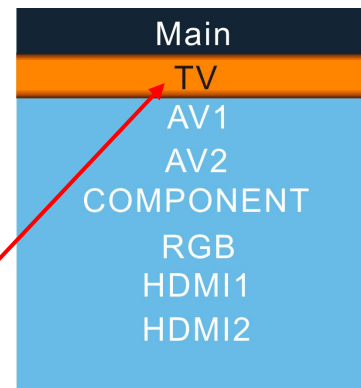 Main
TV
AV1
AV2
COMPONENT
RGB
HDMI1
HDMI2